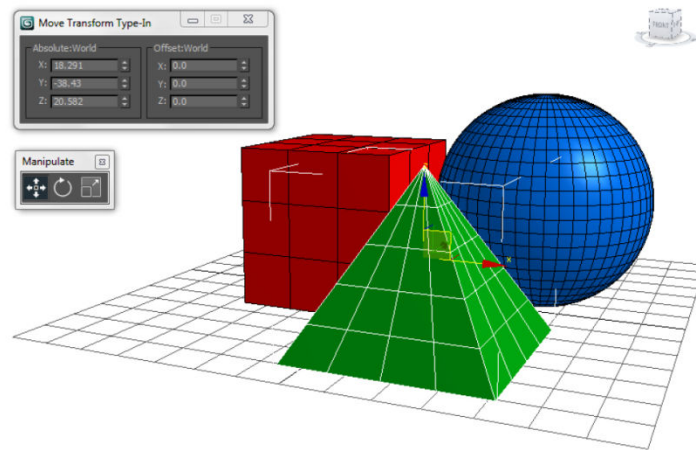 Move Transform Type-In
Absolute:World
X: 18.291
Y: -38.43
Z: 20.582
Offset:World
X: 0.0
Y: 0.0
Z: 0.0
Manipulate
FRONT
x